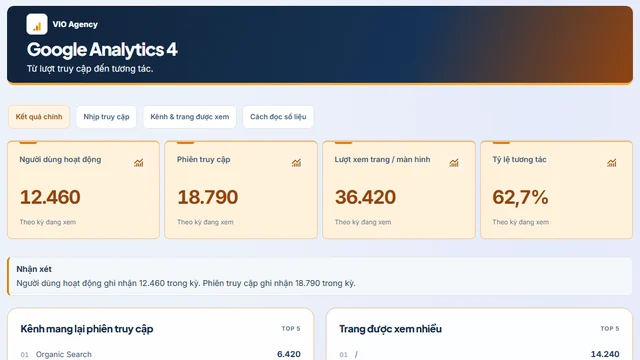 VIO Agency
Google Analytics 4
Từ lượt truy cập đến tương tác.
Kết quả chính
Nhịp truy cập
Kênh & trang được xem
Cách đọc số liệu
Người dùng hoạt động
12.460
Theo kỳ đang xem
Phiên truy cập
18.790
Theo kỳ đang xem
Lượt xem trang / màn hình
36.420
Theo kỳ đang xem
Tỷ lệ tương tác
62,7%
Theo kỳ đang xem
Nhận xét
Người dùng hoạt động ghi nhận 12.460 trong kỳ. Phiên truy cập ghi nhận 18.790 trong kỳ.
Kênh mang lại phiên truy cập TOP 5
01 Organic Search 6.420
Trang được xem nhiều TOP 5
01 / 14.240